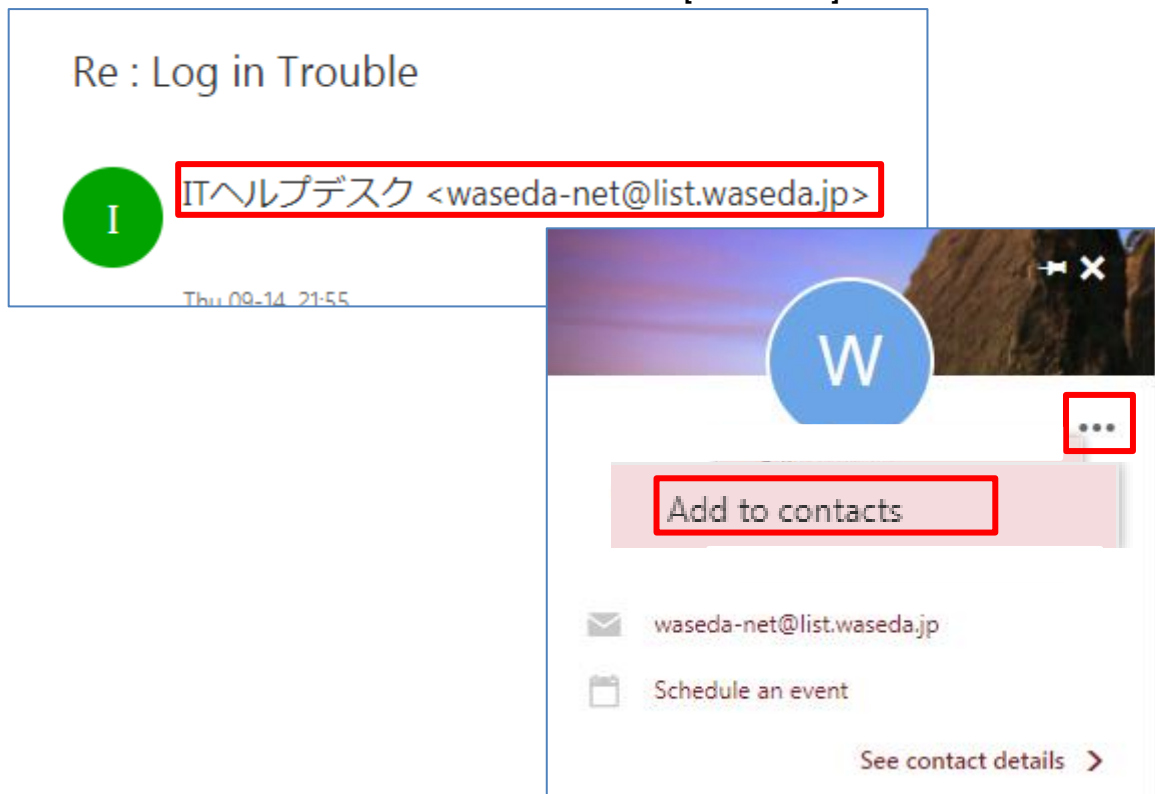 Re : Log in Trouble
I
ITヘルプデスク <waseda-net@list.waseda.jp>
Thu 09-14, 21:55
W
Add to contacts
waseda-net@list.waseda.jp
Schedule an event
See contact details